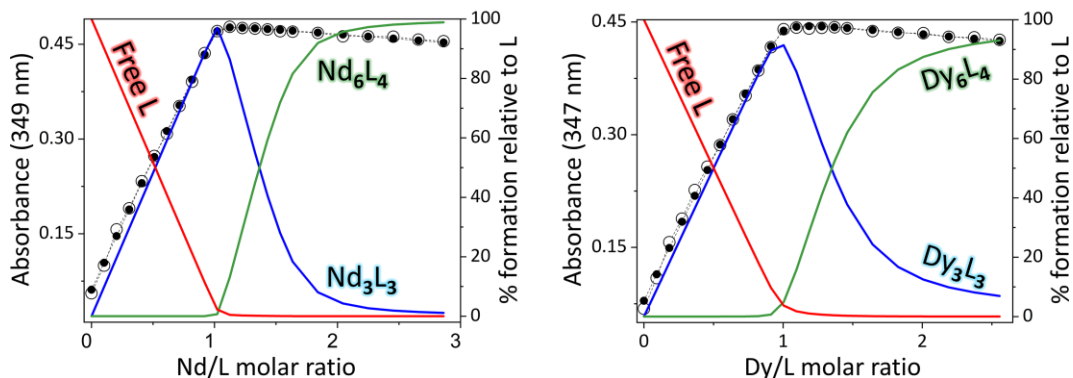 Absorbance (349 nm)
0.45
0.30
0.15
Free L
Nd₆L₄
Nd₃L₃
100
80
60
40
20
0
% formation relative to L
0 1 2 3
Nd/L molar ratio
Absorbance (347 nm)
0.45
0.30
0.15
Free L
Dy₆L₄
Dy₃L₃
100
80
60
40
20
0
% formation relative to L
0 1 2
Dy/L molar ratio